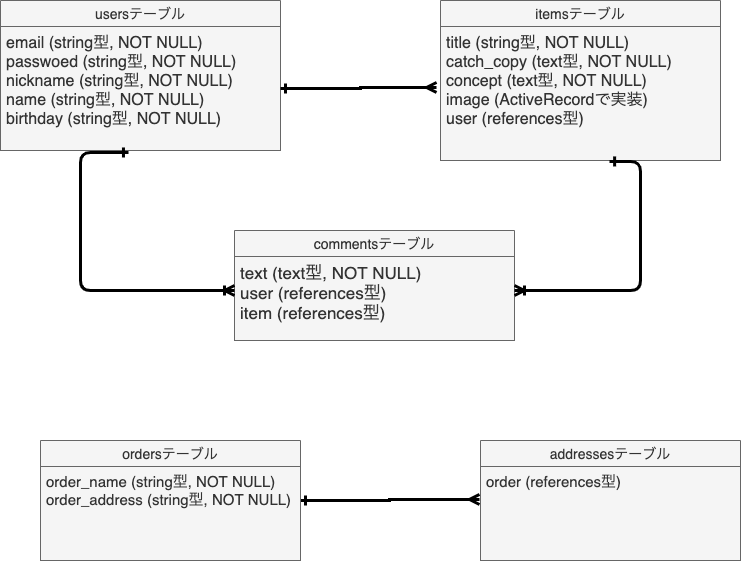 usersテーブル
email (string型, NOT NULL)
passwoed (string型, NOT NULL)
nickname (string型, NOT NULL)
name (string型, NOT NULL)
birthday (string型, NOT NULL)
itemsテーブル
title (string型, NOT NULL)
catch_copy (text型, NOT NULL)
concept (text型, NOT NULL)
image (ActiveRecordで実装)
user (references型)
commentsテーブル
text (text型, NOT NULL)
user (references型)
item (references型)
ordersテーブル
order_name (string型, NOT NULL)
order_address (string型, NOT NULL)
addressesテーブル
order (references型)